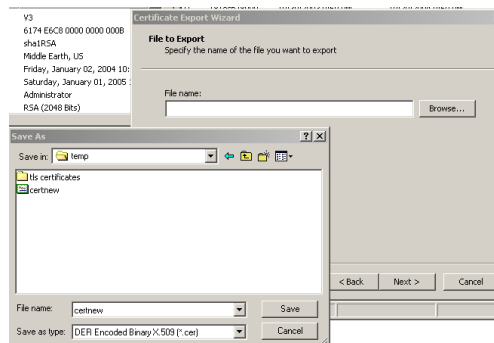 V3
6174 E6C8 0000 0000 000B
sha1RSA
Middle Earth, US
Friday, January 02, 2004 10:
Saturday, January 01, 2005
Administrator
RSA (2048 Bits)
Certificate Export Wizard
File to Export
Specify the name of the file you want to export
File name:
Browse...
< Back
Next >
Cancel
Save As
Save in:
temp
tls certificates
certnew
File name:
certnew
Save
Save as type:
DER Encoded Binary X.509 (*.cer)
Cancel